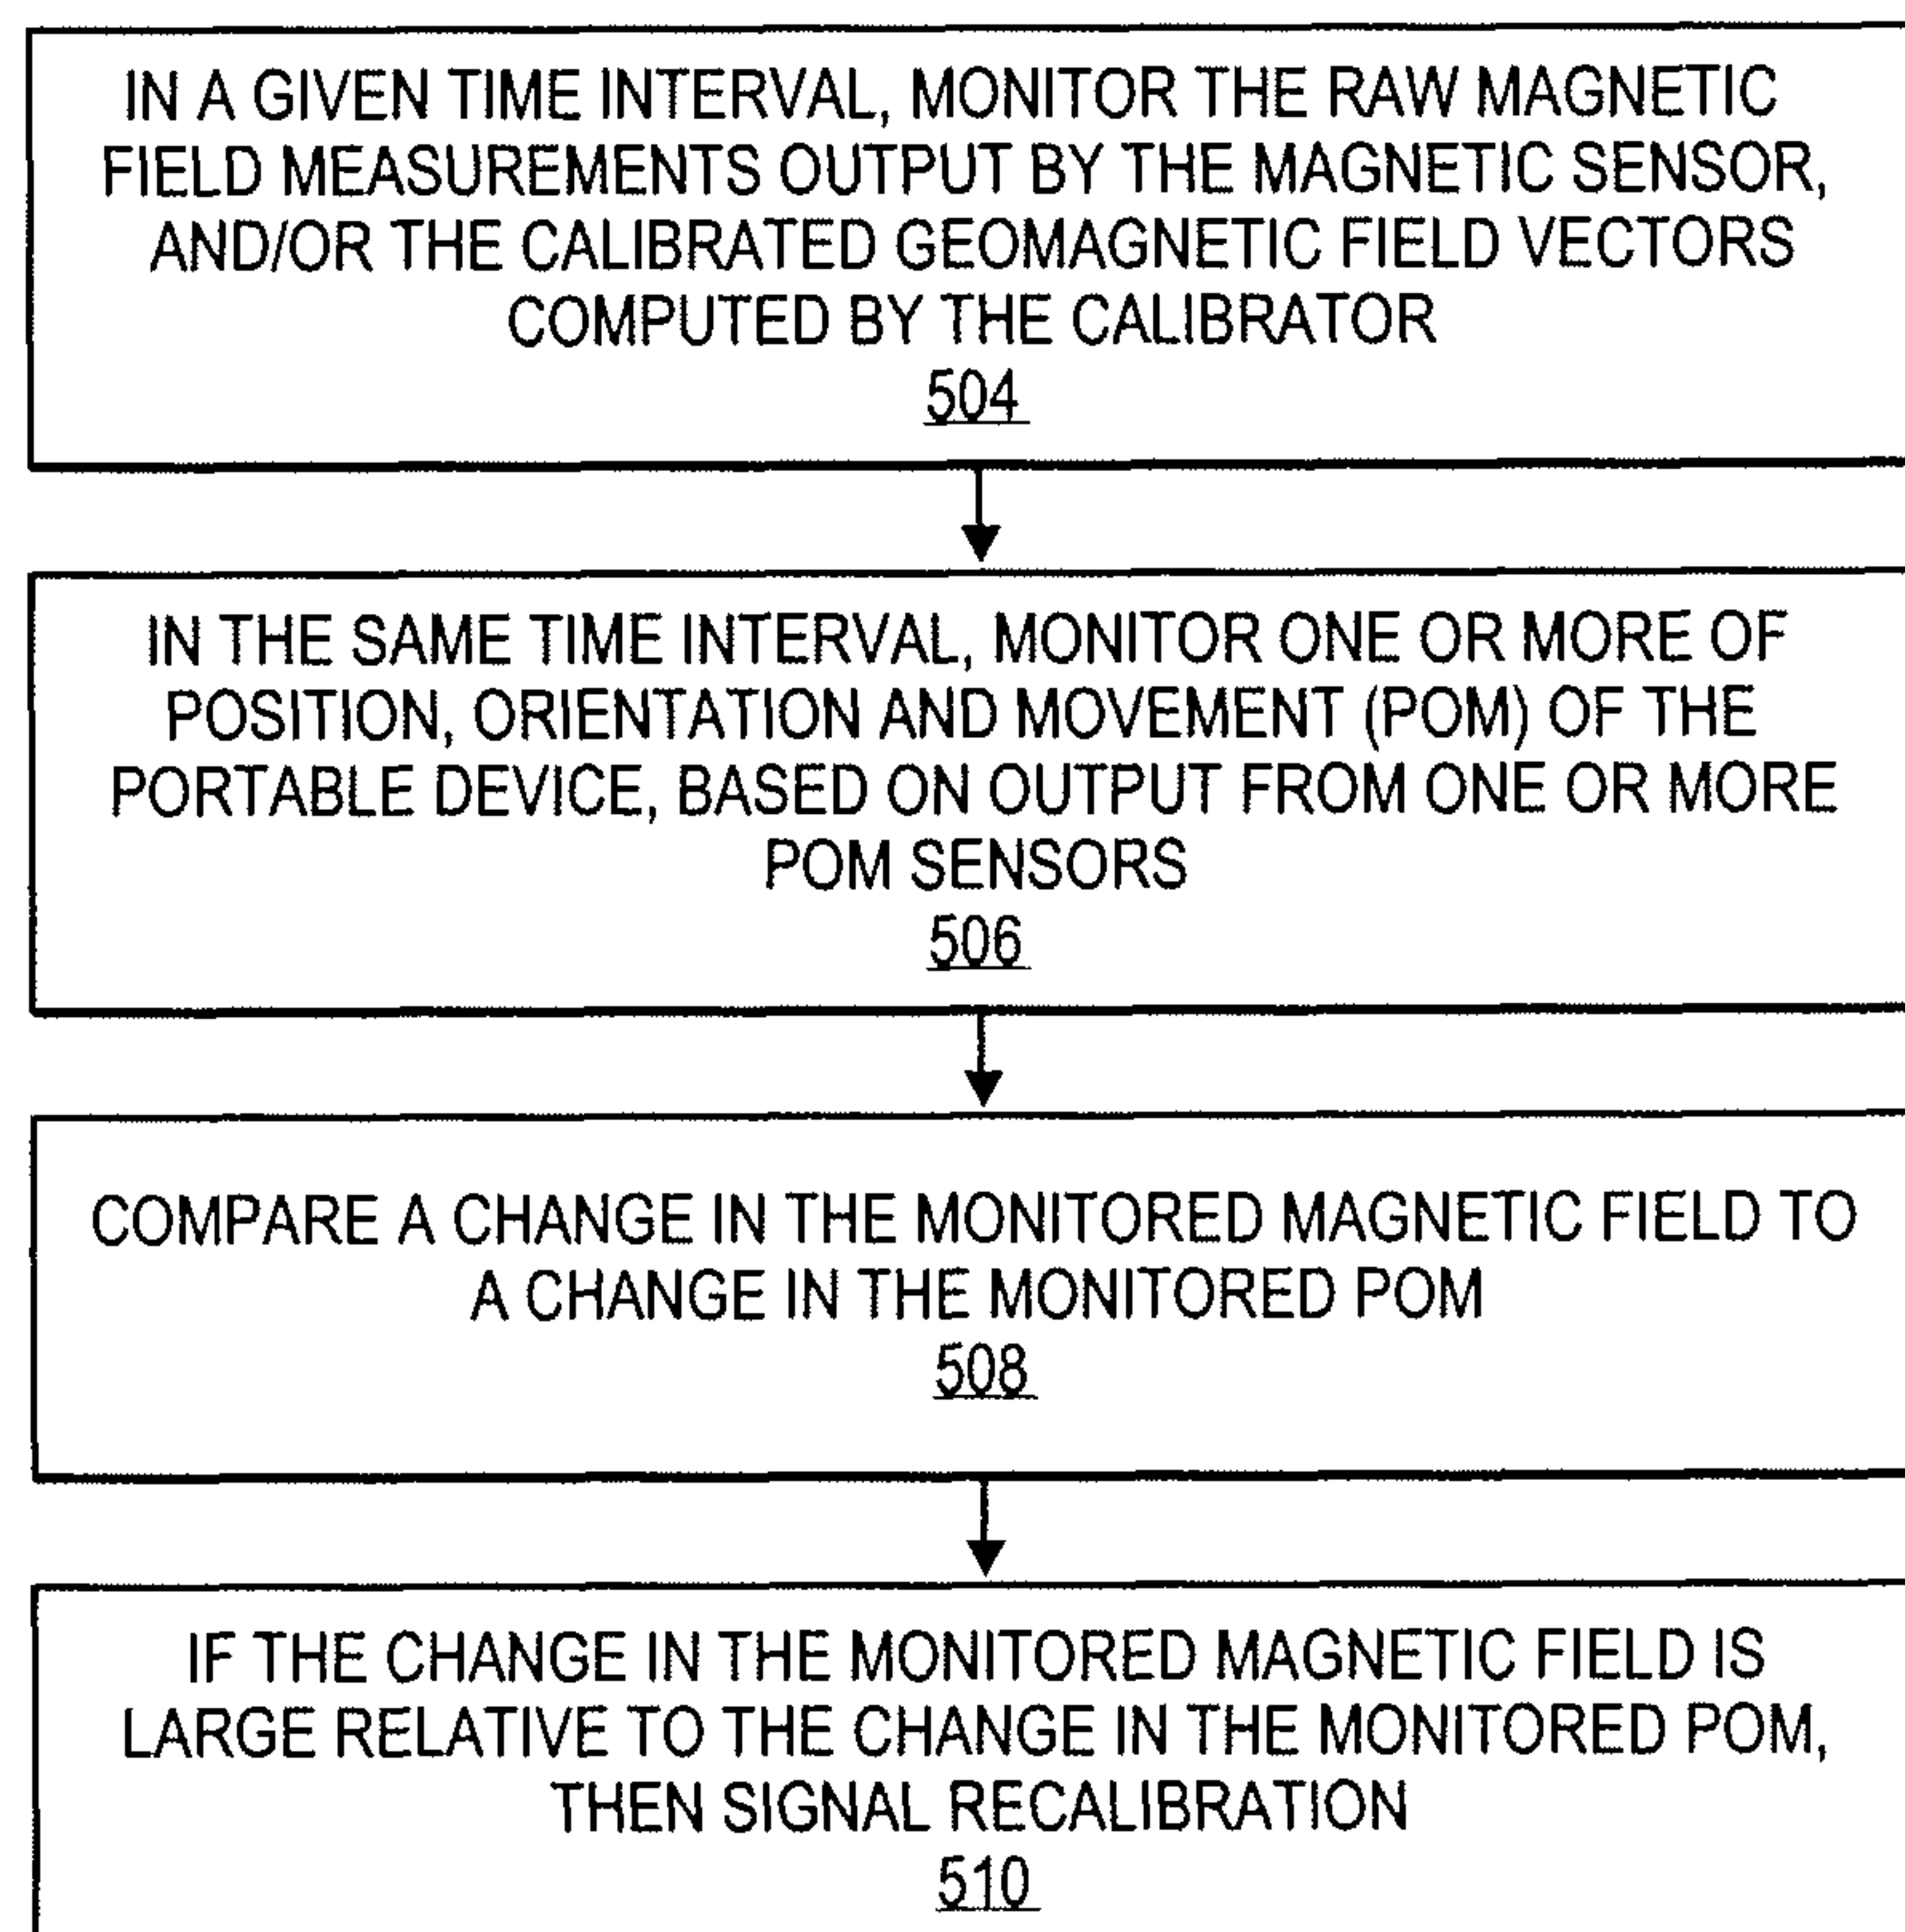 IN A GIVEN TIME INTERVAL, MONITOR THE RAW MAGNETIC
FIELD MEASUREMENTS OUTPUT BY THE MAGNETIC SENSOR,
AND/OR THE CALIBRATED GEOMAGNETIC FIELD VECTORS
COMPUTED BY THE CALIBRATOR
504
IN THE SAME TIME INTERVAL, MONITOR ONE OR MORE OF
POSITION, ORIENTATION AND MOVEMENT (POM) OF THE
PORTABLE DEVICE, BASED ON OUTPUT FROM ONE OR MORE
POM SENSORS
506
COMPARE A CHANGE IN THE MONITORED MAGNETIC FIELD TO
A CHANGE IN THE MONITORED POM
508
IF THE CHANGE IN THE MONITORED MAGNETIC FIELD IS
LARGE RELATIVE TO THE CHANGE IN THE MONITORED POM,
THEN SIGNAL RECALIBRATION
510